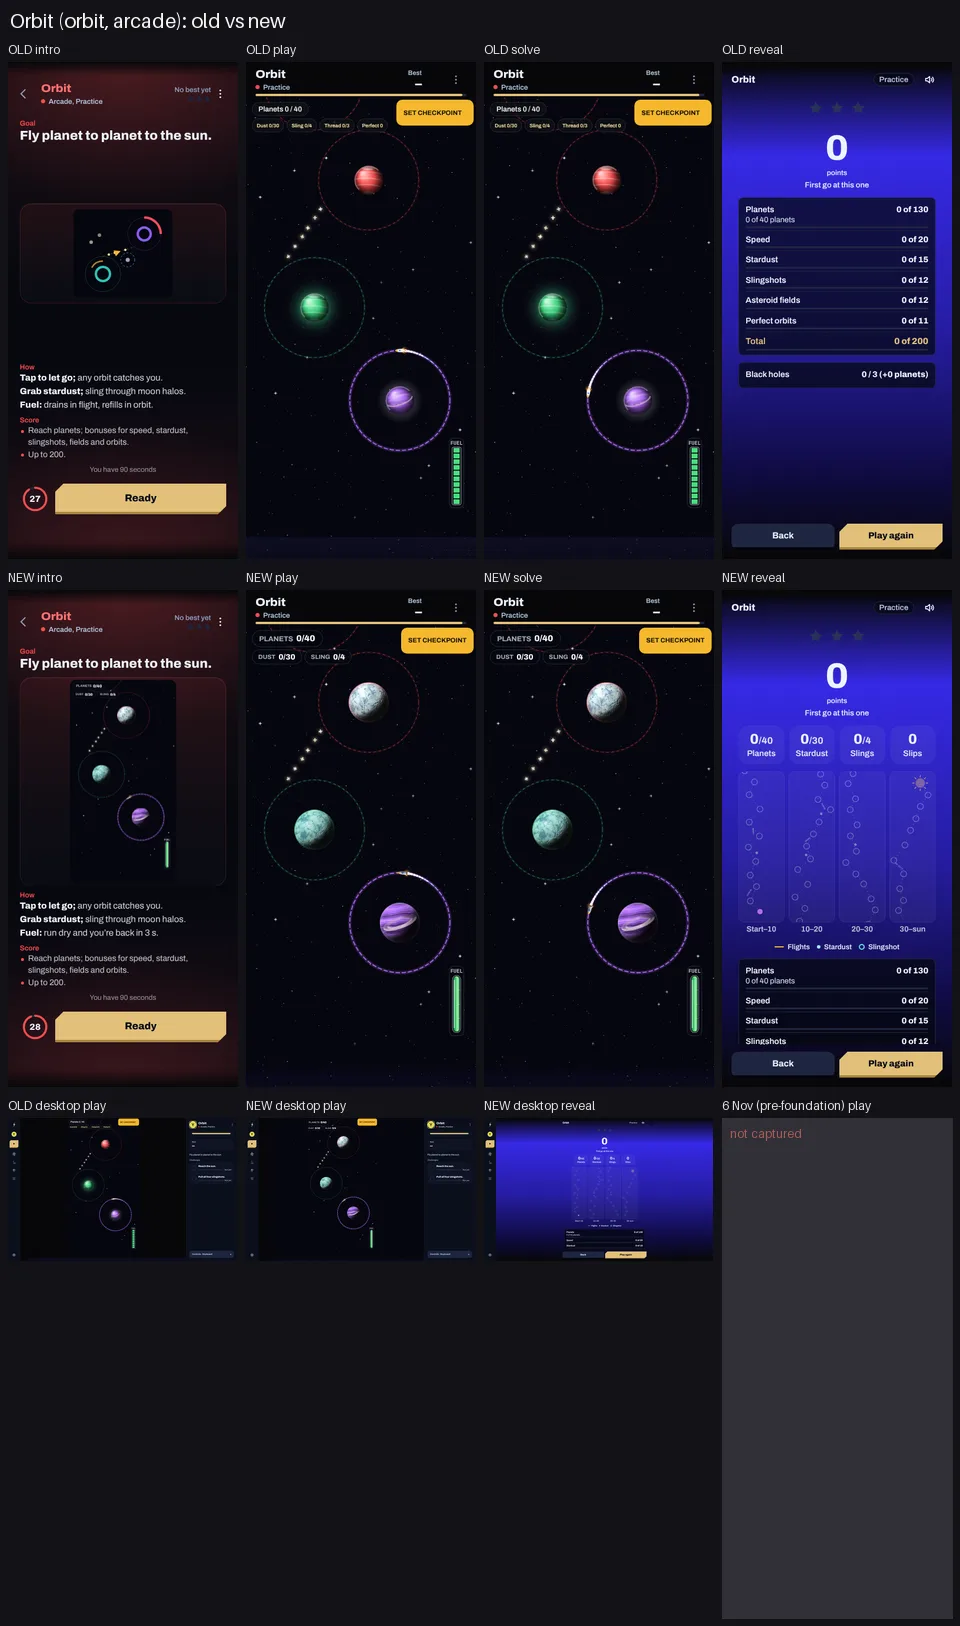 Orbit (orbit, arcade): old vs new
OLD intro
OLD play
OLD solve
OLD reveal
Orbit
Arcade, Practice
No best yet
Goal
Fly planet to planet to the sun.
How
Tap to let go; any orbit catches you.
Grab stardust; sling through moon halos.
Fuel: drains in flight, refills in orbit.
Score
Reach planets; bonuses for speed, stardust,
slingshots, fields and orbits.
Up to 200.
You have 90 seconds
27
Ready
Orbit
Practice
Best
Planets 0 / 40
SET CHECKPOINT
Dust 0/30
Sling 0/4
Thread 0/3
Perfect 0
FUEL
Orbit
Practice
Best
Planets 0 / 40
SET CHECKPOINT
Dust 0/30
Sling 0/4
Thread 0/3
Perfect 0
FUEL
Orbit
Practice
0
points
First go at this one
Planets 0 of 130
0 of 40 planets
Speed 0 of 20
Stardust 0 of 15
Slingshots 0 of 12
Asteroid fields 0 of 12
Perfect orbits 0 of 11
Total 0 of 200
Black holes 0 / 3 (+0 planets)
Back
Play again
NEW intro
NEW play
NEW solve
NEW reveal
Orbit
Arcade, Practice
No best yet
Goal
Fly planet to planet to the sun.
PLANETS 0/40
How
Tap to let go; any orbit catches you.
Grab stardust; sling through moon halos.
Fuel: run dry and you're back in 3 s.
Score
Reach planets; bonuses for speed, stardust,
slingshots, fields and orbits.
Up to 200.
You have 90 seconds
28
Ready
Orbit
Practice
Best
PLANETS 0/40
SET CHECKPOINT
DUST 0/30
SLING 0/4
FUEL
Orbit
Practice
Best
PLANETS 0/40
SET CHECKPOINT
DUST 0/30
SLING 0/4
FUEL
Orbit
Practice
0
points
First go at this one
0/40 Planets
0/30 Stardust
0/4 Slings
0 Slips
Start–10
10–20
20–30
30–sun
Flights
Stardust
Slingshot
Planets 0 of 130
0 of 40 planets
Speed 0 of 20
Stardust 0 of 15
Slingshots 0 of 12
Back
Play again
OLD desktop play
NEW desktop play
NEW desktop reveal
6 Nov (pre-foundation) play
not captured